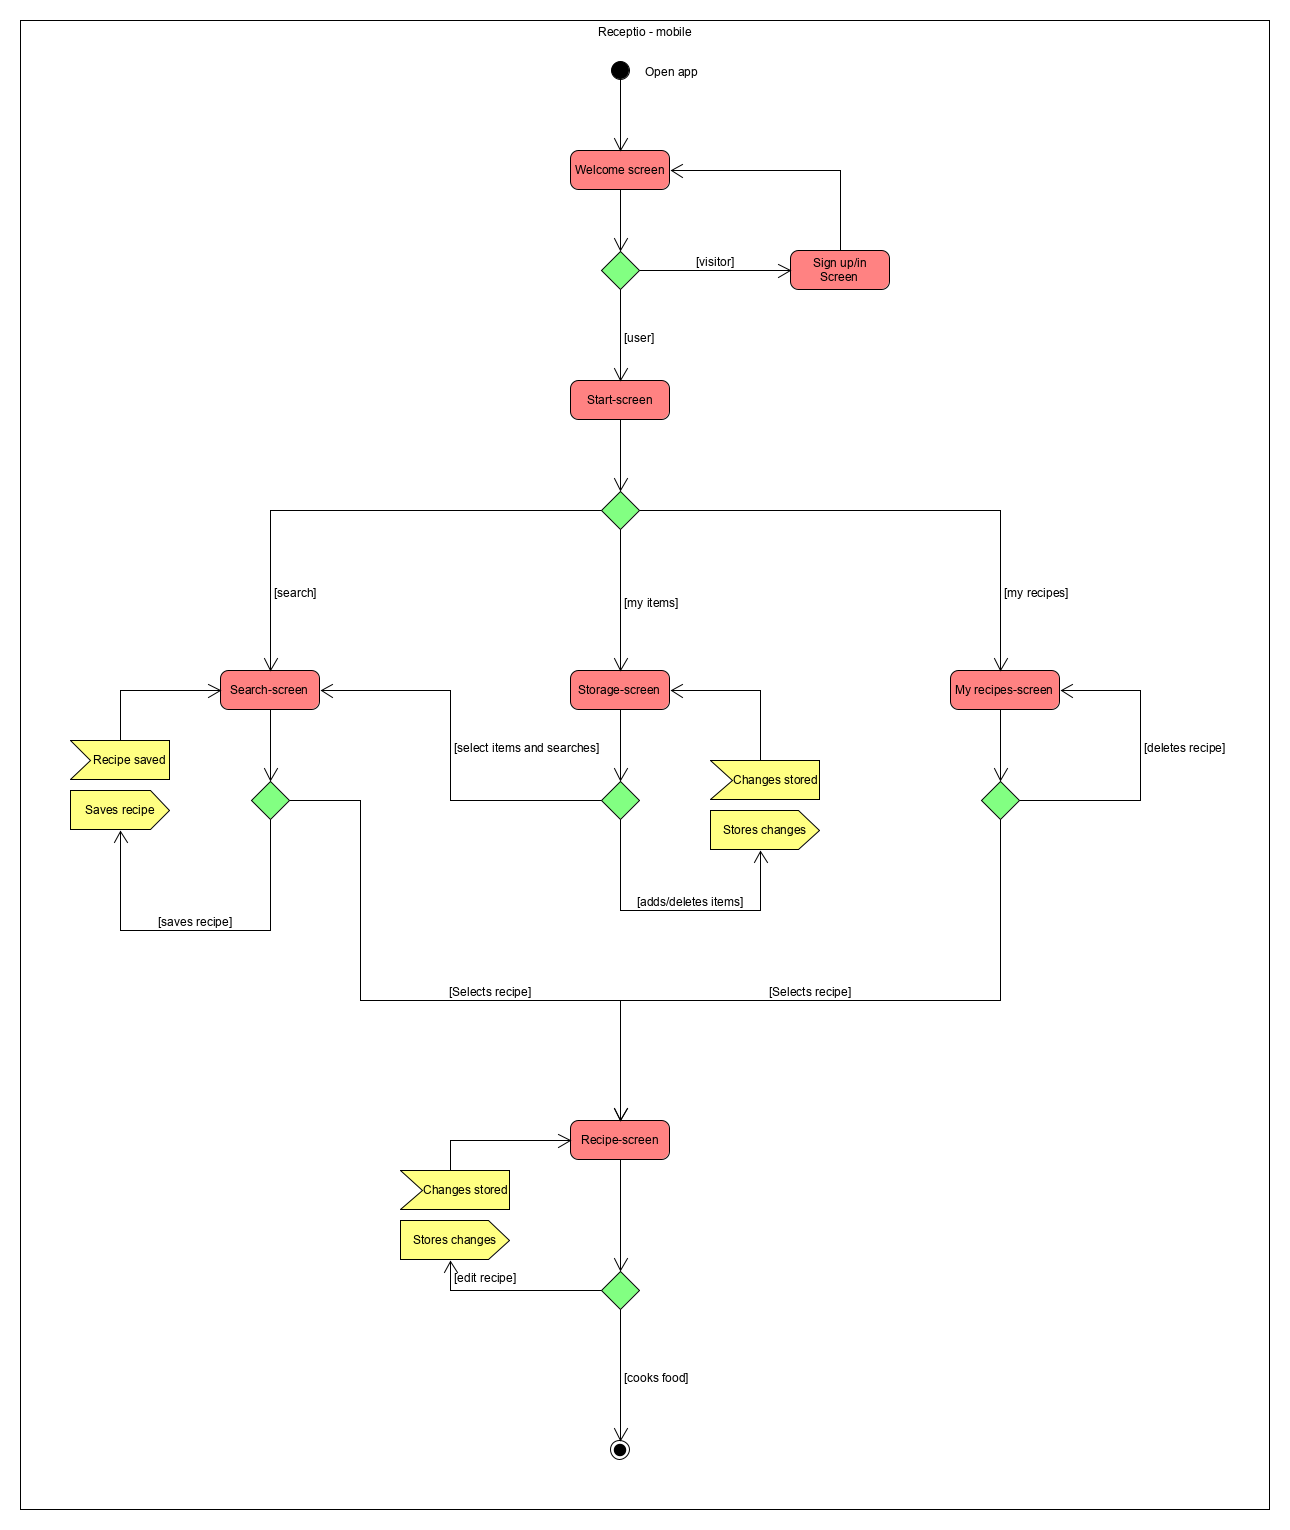 Receptio - mobile
Open app
Welcome screen
[visitor]
Sign up/in
Screen
[user]
Start-screen
[search]
[my items]
[my recipes]
Search-screen
Storage-screen
My recipes-screen
[select items and searches]
[deletes recipe]
Recipe saved
Changes stored
Saves recipe
Stores changes
[adds/deletes items]
[saves recipe]
[Selects recipe]
[Selects recipe]
Recipe-screen
Changes stored
Stores changes
[edit recipe]
[cooks food]